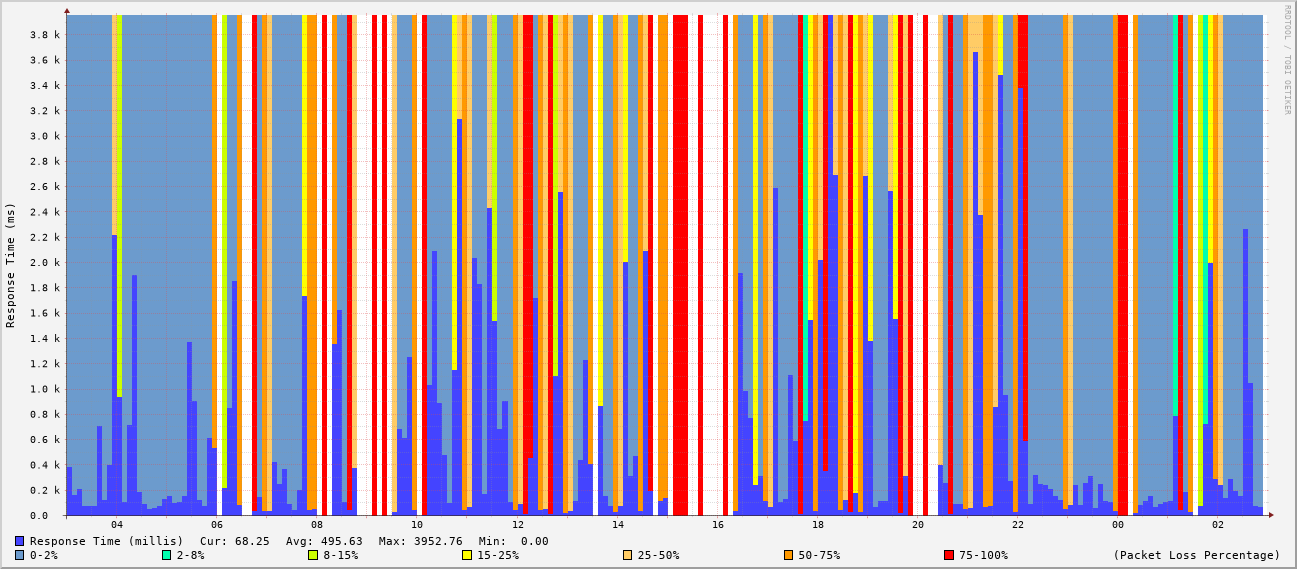 RRDTOOL / TOBI OETIKER
Response Time (ms)
3.8 k
3.6 k
3.4 k
3.2 k
3.0 k
2.8 k
2.6 k
2.4 k
2.2 k
2.0 k
1.8 k
1.6 k
1.4 k
1.2 k
1.0 k
0.8 k
0.6 k
0.4 k
0.2 k
0.0
04 06 08 10 12 14 16 18 20 22 00 02
Response Time (millis) Cur: 68.25 Avg: 495.63 Max: 3952.76 Min: 0.00
0-2% 2-8% 8-15% 15-25% 25-50% 50-75% 75-100% (Packet Loss Percentage)